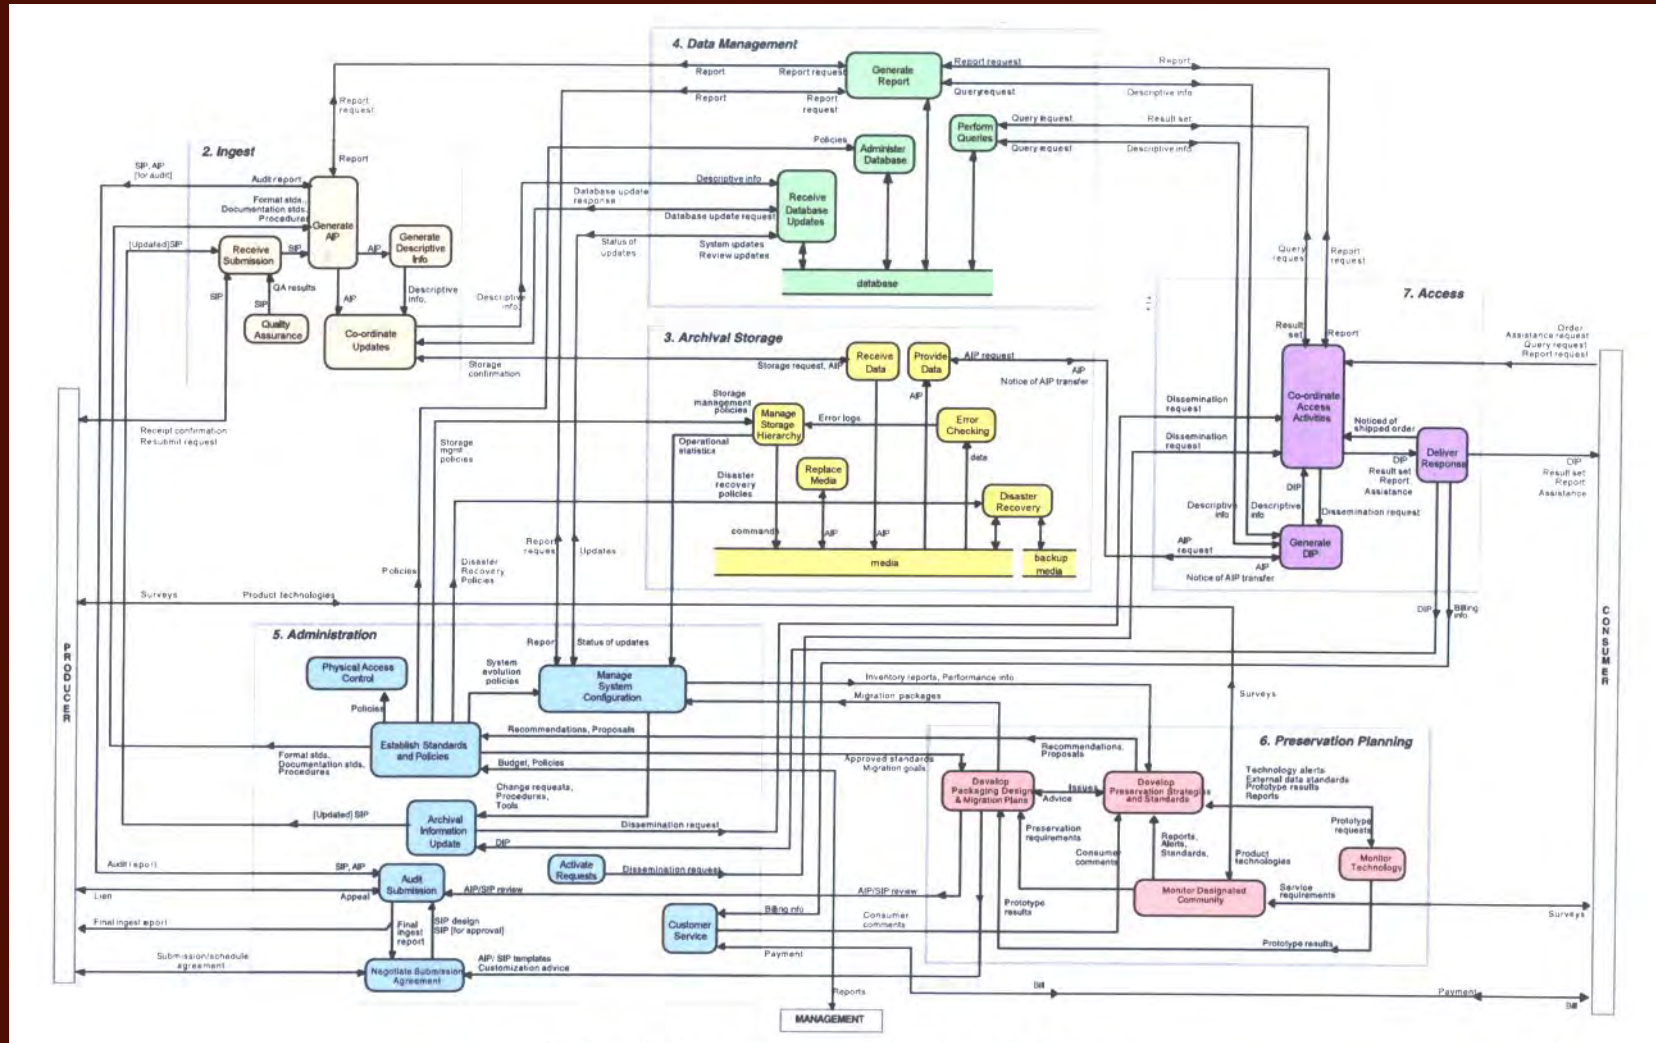 4. Data Management
Generate
Report
Report
Report request
Report request
Report
Report
Report
request
Query request
Descriptive info
Report
request
Perform
Queries
Query request
Result set
Query request
Descriptive info
Policies
Administer
Database
2. Ingest
Report
SIP, AIP
[for audit]
Audit report
Descriptive info
Receive
Database
Updates
Database update
response
Database update request
Format stds.,
Documentation stds,
Procedures
Generate
AIP
Generate
Descriptive
Info
[Updated] SIP
Receive
Submission
SIP
AIP
Status of
updates
System updates
Review updates
database
Query
request
Report
request
QA results
SIP
SIP
AIP
Descriptive
info.
Descriptive
info.
Quality
Assurance
Co-ordinate
Updates
7. Access
3. Archival Storage
Result
set
Report
Order
Assistance request
Query request
Report request
Storage
confirmation
Storage request, AIP
Receive
Data
Provide
Data
AIP request
AIP
Notice of AIP transfer
Co-ordinate
Access
Activities
Storage
management
policies
Manage
Storage
Hierarchy
Error logs
AIP
Error
Checking
Dissemination
request
Receipt confirmation
Resubmit request
Storage
mgmt
policies
Operational
statistics
data
Dissemination
request
Noticed of
shipped order
Deliver
Response
DIP
Result set
Report
Assistance
DIP
Result set
Report
Assistance
Disaster
recovery
policies
Replace
Media
Disaster
Recovery
Descriptive
info
Descriptive
info
DIP
Dissemination request
commands
AIP
AIP
media
backup
media
AIP
request
AIP
Notice of AIP transfer
Generate
DIP
Report
request
Updates
Policies
Disaster
Recovery
Policies
Surveys
Product technologies
DIP
Billing
info
PRODUCER
CONSUMER
5. Administration
Report
Status of updates
Physical Access
Control
System
evolution
policies
Manage
System
Configuration
Inventory reports, Performance info.
Migration packages
Surveys
Policies
Establish Standards
and Policies
Recommendations, Proposals
Formal stds.,
Documentation stds,
Procedures
Budget, Policies
Approved standards
Migration goals
Recommendations,
Proposals
6. Preservation Planning
Technology alerts
External data standards
Prototype results
Reports
Develop
Packaging Design
& Migration Plans
Issues
Advice
Develop
Preservation Strategies
and Standards
Change requests,
Procedures,
Tools
[Updated] SIP
Archival
Information
Update
Dissemination request
DIP
Preservation
requirements
Consumer
comments
Reports,
Alerts,
Standards,
Product
technologies
Prototype
requests
Monitor
Technology
Audit report
SIP, AIP
Audit
Submission
Activate
Requests
Dissemination request
Lien
Appeal
AIP/SIP review
AIP/SIP review
Monitor Designated
Community
Service
requirements
Surveys
Final ingest report
Final
ingest
report
SIP design
SIP [for approval]
Customer
Service
Billing info
Consumer
comments
Prototype
results
Prototype results
Payment
Submission/schedule
agreement
Negotiate Submission
Agreement
AIP/ SIP templates
Customization advice
Reports
Bill
Payment
Bill
MANAGEMENT